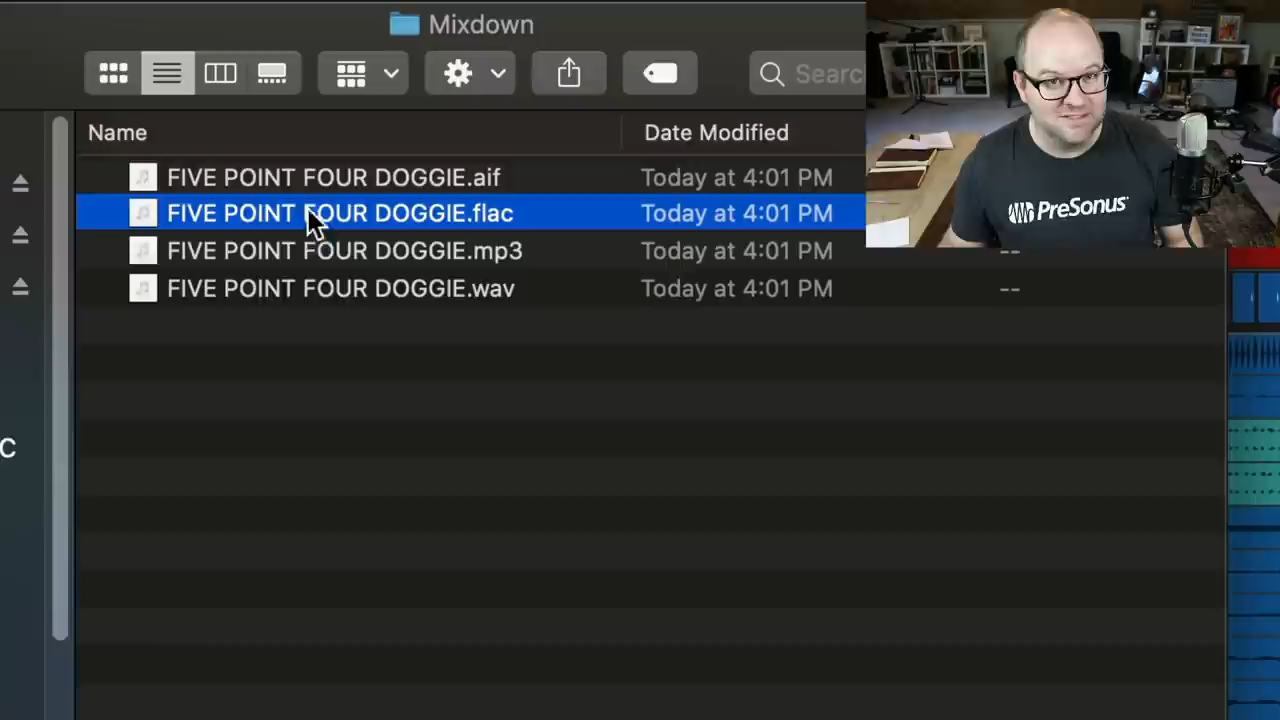 Mixdown
Searc
Name
Date Modified
FIVE POINT FOUR DOGGIE.aif
Today at 4:01 PM
FIVE POINT FOUR DOGGIE.flac
Today at 4:01 PM
FIVE POINT FOUR DOGGIE.mp3
Today at 4:01 PM
--
FIVE POINT FOUR DOGGIE.wav
Today at 4:01 PM
--
C
PreSonus